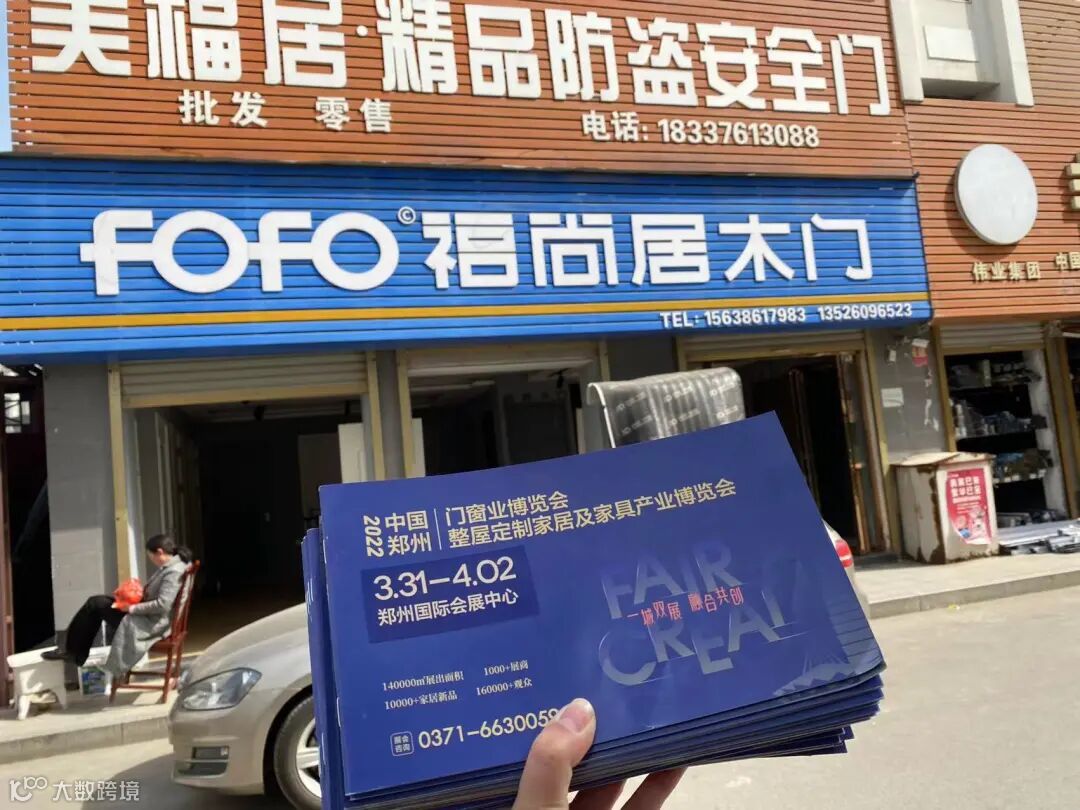 美福居·精品防盗安全门
批发 零售
电话: 18337613088
FOFO© 福尚居木门
TEL: 15638617983 13526096523
伟业集团 中国
2022 中国郑州 门窗业博览会
整屋定制家居及家具产业博览会
3.31—4.02
郑州国际会展中心
FAIR
一城双展 融合共创
CREAT
140000㎡展出面积 1000+展商
10000+家居新品 160000+观众
展会咨询 0371-6630059
大数跨境